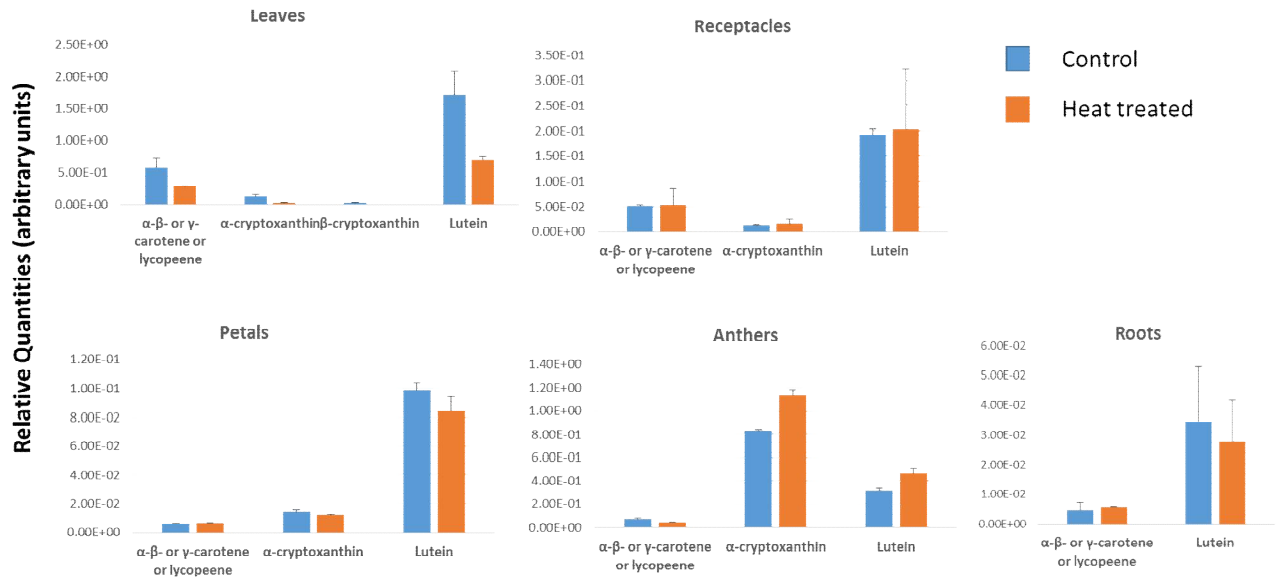 Relative Quantities (arbitrary units)
Leaves
2.50E+00
2.00E+00
1.50E+00
1.00E+00
5.00E-01
0.00E+00
α-β- or γ-
carotene or
lycopeene
α-cryptoxanthin
β-cryptoxanthin
Lutein
Receptacles
3.50E-01
3.00E-01
2.50E-01
2.00E-01
1.50E-01
1.00E-01
5.00E-02
0.00E+00
α-β- or γ-carotene
or lycopeene
α-cryptoxanthin
Lutein
Control
Heat treated
Petals
1.20E-01
1.00E-01
8.00E-02
6.00E-02
4.00E-02
2.00E-02
0.00E+00
α-β- or γ-carotene
or lycopeene
α-cryptoxanthin
Lutein
Anthers
1.40E+00
1.20E+00
1.00E+00
8.00E-01
6.00E-01
4.00E-01
2.00E-01
0.00E+00
α-β- or γ-carotene
or lycopeene
α-cryptoxanthin
Lutein
Roots
6.00E-02
5.00E-02
4.00E-02
3.00E-02
2.00E-02
1.00E-02
0.00E+00
α-β- or γ-carotene
or lycopeene
Lutein